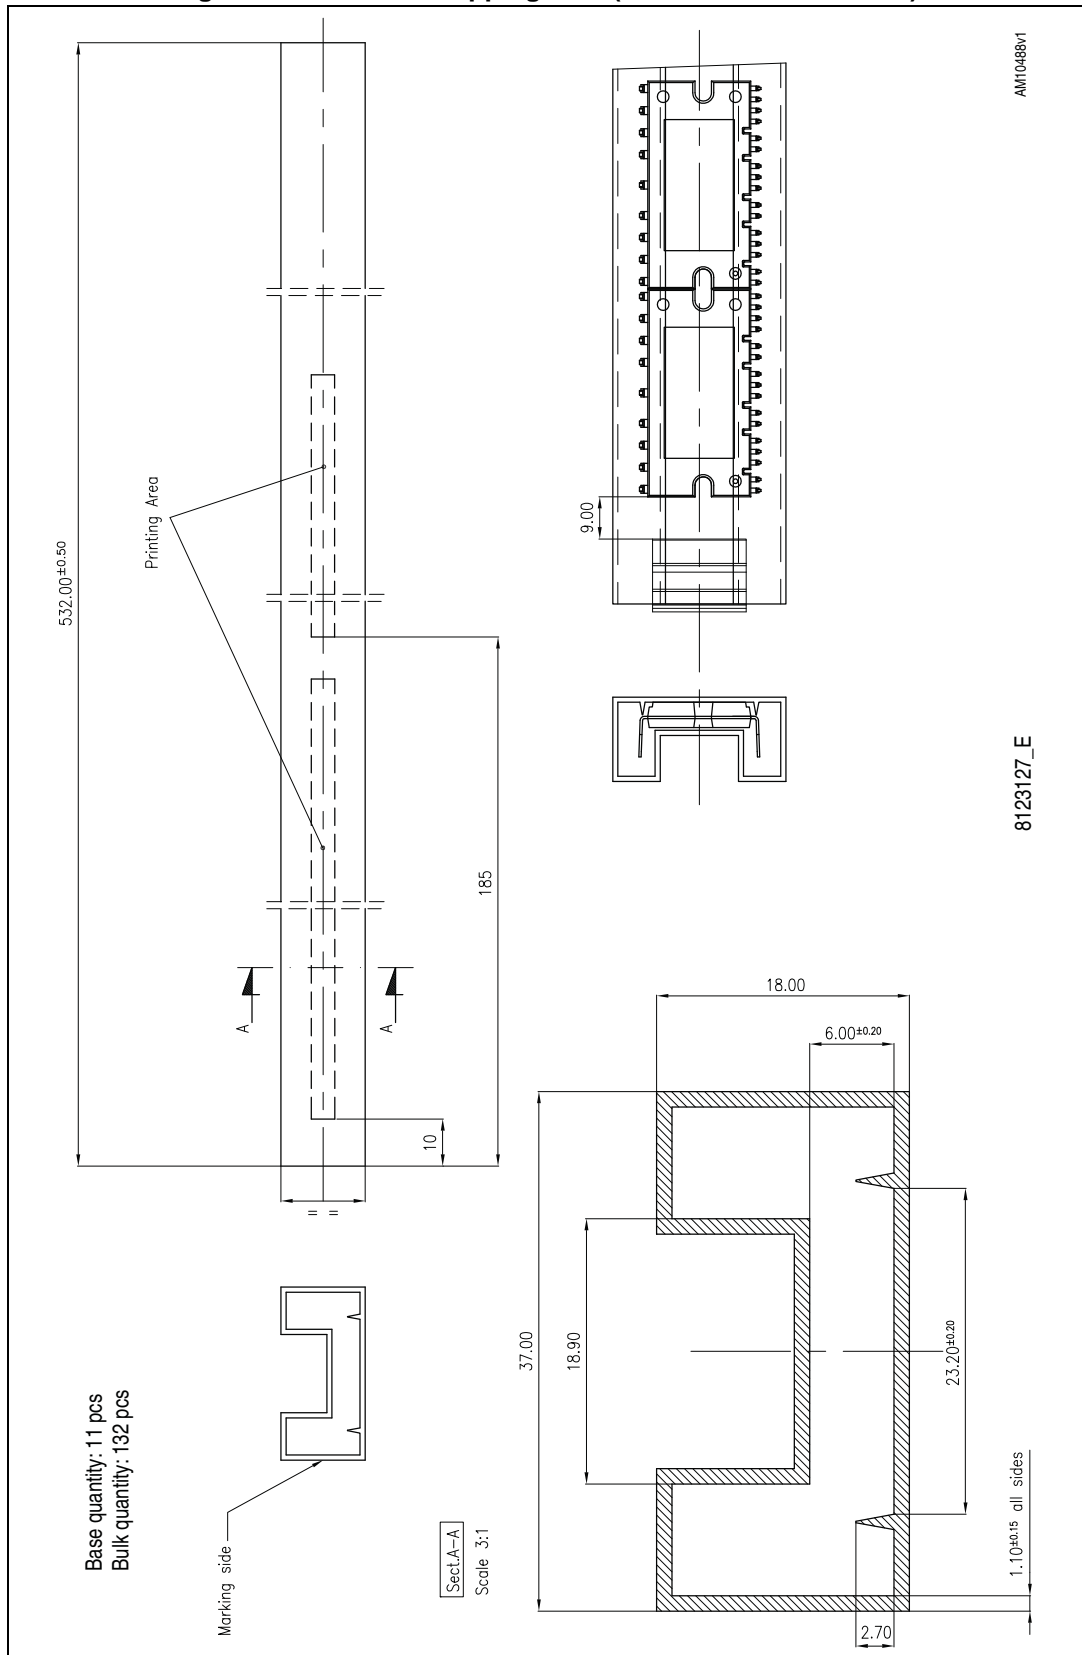 AM10488v1
532.00±0.50
Printing Area
9.00
185
A
A
10
= =
8123127_E
18.00
6.00±0.20
37.00
18.90
23.20±0.20
1.10±0.15 all sides
2.70
Base quantity: 11 pcs
Bulk quantity: 132 pcs
Marking side
Sect.A-A
Scale 3:1